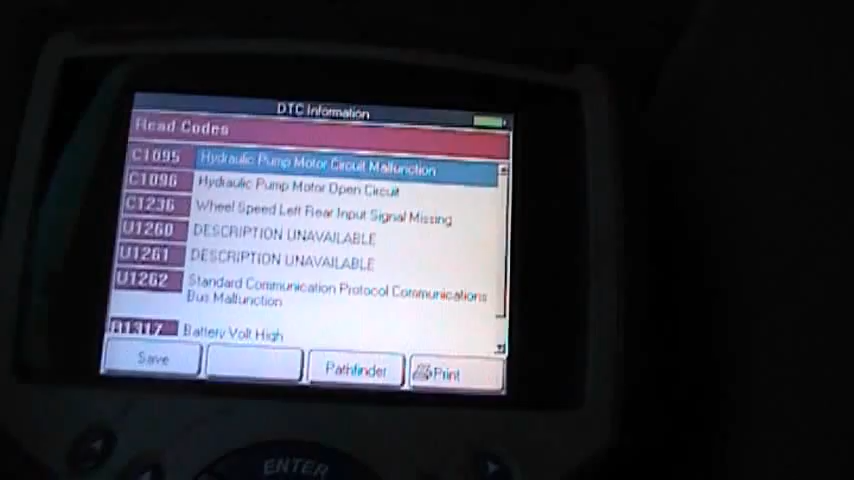 DTC Information
Read Codes
C1095 Hydraulic Pump Motor Circuit Malfunction
C1096 Hydraulic Pump Motor Open Circuit
C1236 Wheel Speed Left Rear Input Signal Missing
U1260 DESCRIPTION UNAVAILABLE
U1261 DESCRIPTION UNAVAILABLE
U1262 Standard Communication Protocol Communications
Bus Malfunction
B1317 Battery Volt High
Save
Pathfinder
Print
ENTER